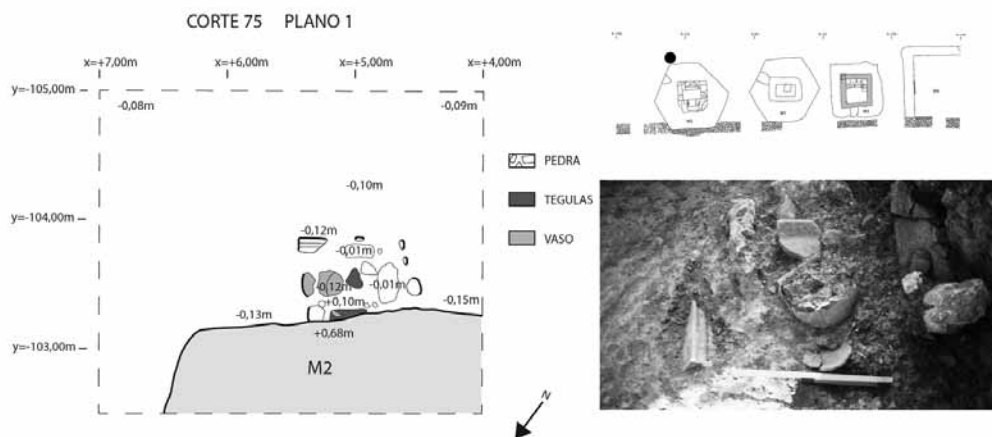 CORTE 75 PLANO 1
x=+7,00m x=+6,00m x=+5,00m x=+4,00m
y=-105,00m
-0,08m -0,09m
-0,10m
y=-104,00m
-0,12m
-0,01m
-0,12m -0,01m
+0,10m
-0,13m -0,15m
+0,68m
y=-103,00m
M2
N
PEDRA
TEGULAS
VASO